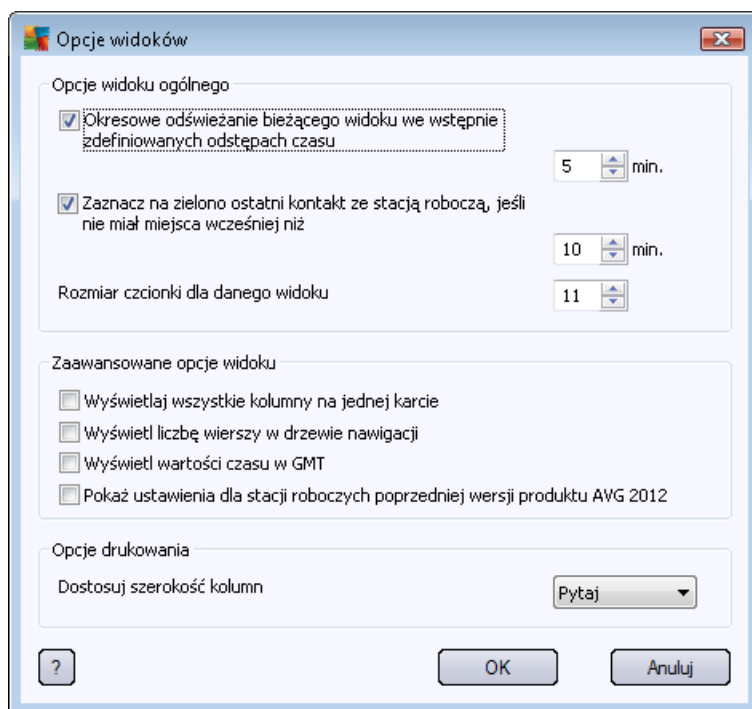 Opcje widoków
Opcje widoku ogólnego
Okresowe odświeżanie bieżącego widoku we wstępnie
zdefiniowanych odstępach czasu
5 min.
Zaznacz na zielono ostatni kontakt ze stacją roboczą, jeśli
nie miał miejsca wcześniej niż
10 min.
Rozmiar czcionki dla danego widoku 11
Zaawansowane opcje widoku
Wyświetlaj wszystkie kolumny na jednej karcie
Wyświetl liczbę wierszy w drzewie nawigacji
Wyświetl wartości czasu w GMT
Pokaż ustawienia dla stacji roboczych poprzedniej wersji produktu AVG 2012
Opcje drukowania
Dostosuj szerokość kolumn Pytaj
? OK Anuluj